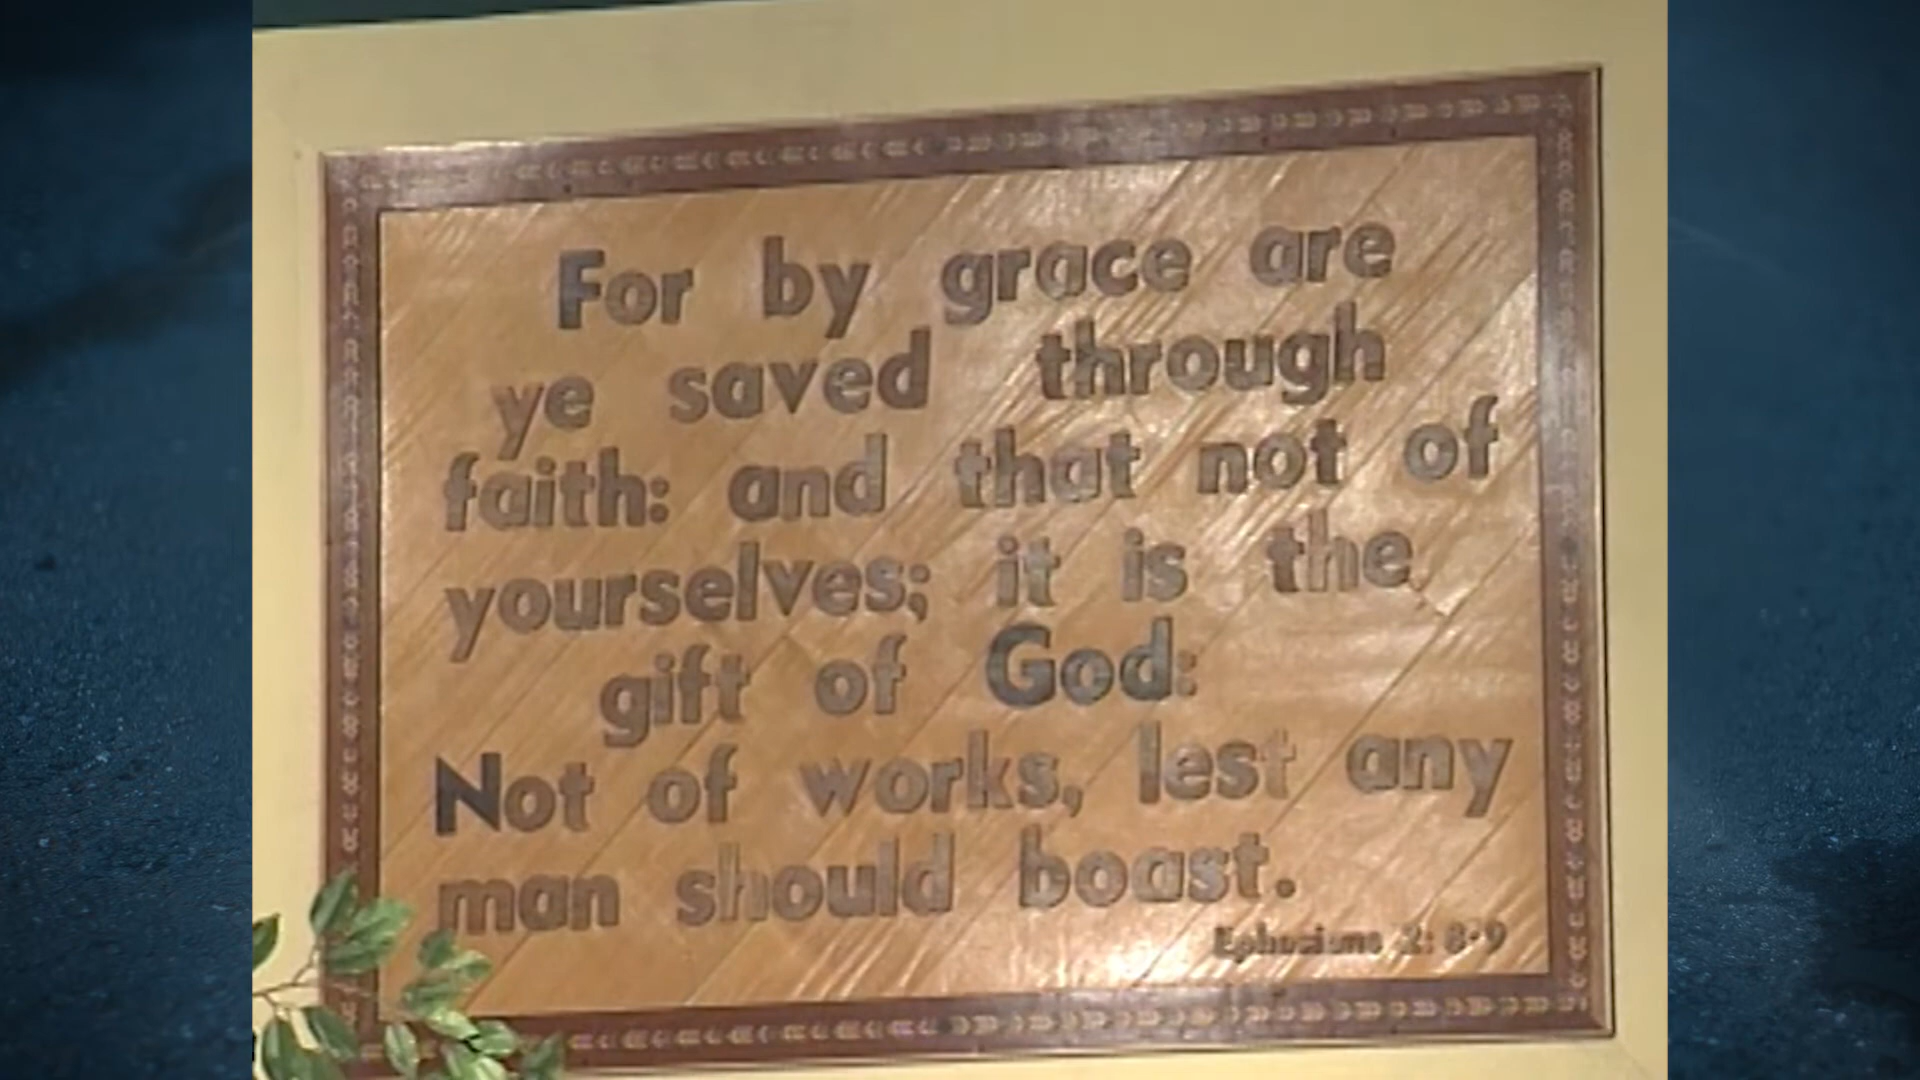 For by grace are
ye saved through
faith: and that not of
yourselves; it is the
gift of God:
Not of works, lest any
man should boast.
Ephesians 2: 8-9